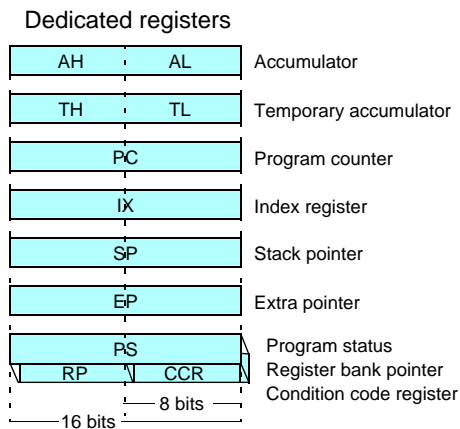 Dedicated registers
AH AL Accumulator
TH TL Temporary accumulator
PC Program counter
IX Index register
SP Stack pointer
EP Extra pointer
PS Program status
RP CCR Register bank pointer
Condition code register
8 bits
16 bits